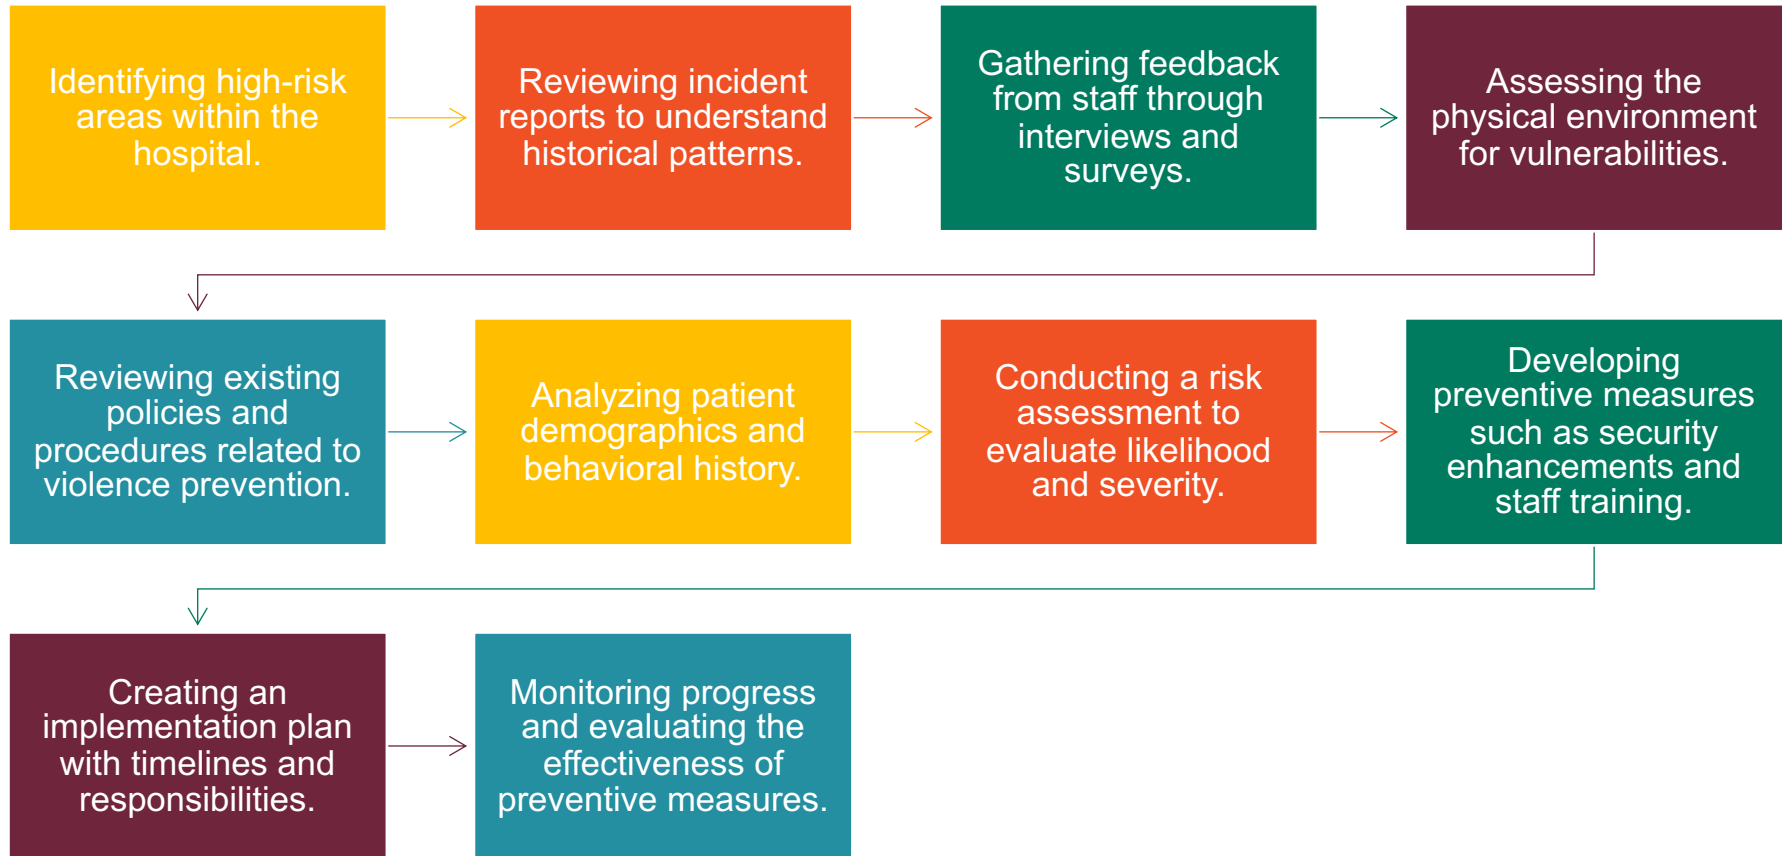 Identifying high-risk
areas within the
hospital.
Reviewing incident
reports to understand
historical patterns.
Gathering feedback
from staff through
interviews and
surveys.
Assessing the
physical environment
for vulnerabilities.
Reviewing existing
policies and
procedures related to
violence prevention.
Analyzing patient
demographics and
behavioral history.
Conducting a risk
assessment to
evaluate likelihood
and severity.
Developing
preventive measures
such as security
enhancements and
staff training.
Creating an
implementation plan
with timelines and
responsibilities.
Monitoring progress
and evaluating the
effectiveness of
preventive measures.